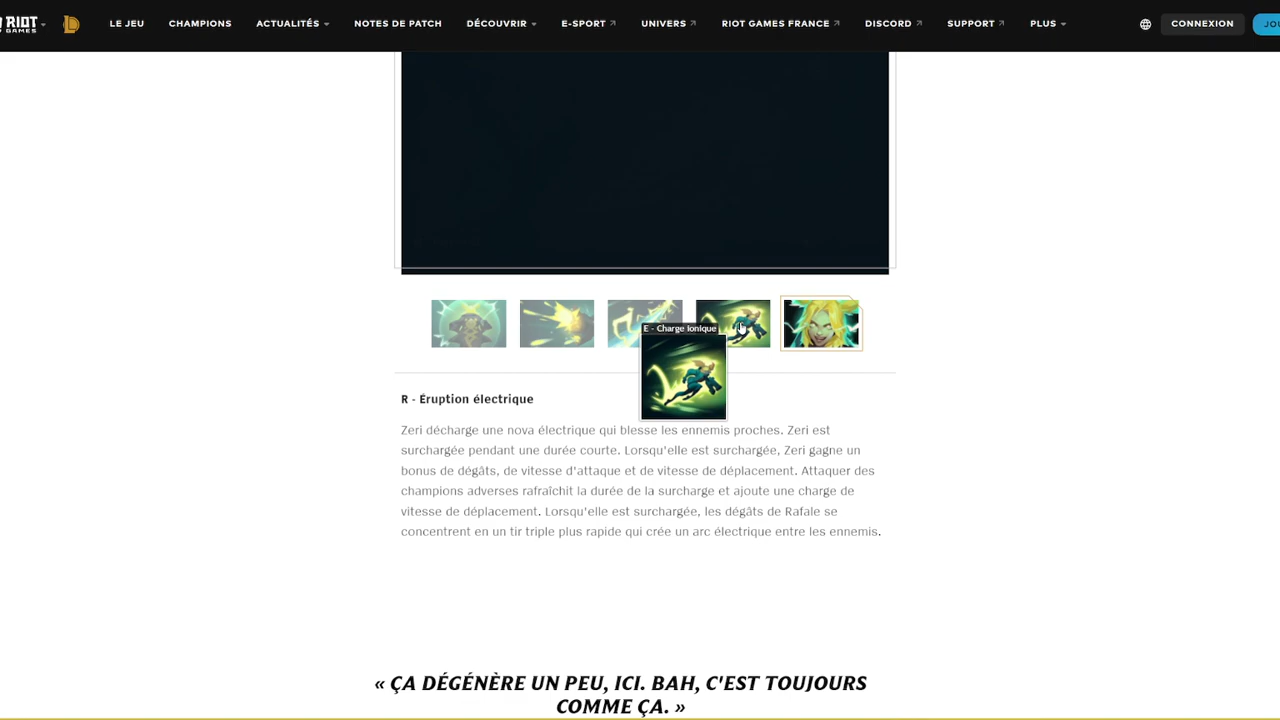 RIOT GAMES
LE JEU CHAMPIONS ACTUALITÉS NOTES DE PATCH DÉCOUVRIR E-SPORT UNIVERS RIOT GAMES FRANCE DISCORD SUPPORT PLUS CONNEXION
E - Charge ionique
R - Éruption électrique
Zeri décharge une nova électrique qui blesse les ennemis proches. Zeri est
surchargée pendant une durée courte. Lorsqu'elle est surchargée, Zeri gagne un
bonus de dégâts, de vitesse d'attaque et de vitesse de déplacement. Attaquer des
champions adverses rafraîchit la durée de la surcharge et ajoute une charge de
vitesse de déplacement. Lorsqu'elle est surchargée, les dégâts de Rafale se
concentrent en un tir triple plus rapide qui crée un arc électrique entre les ennemis.
« ÇA DÉGÉNÈRE UN PEU, ICI. BAH, C'EST TOUJOURS
COMME ÇA. »